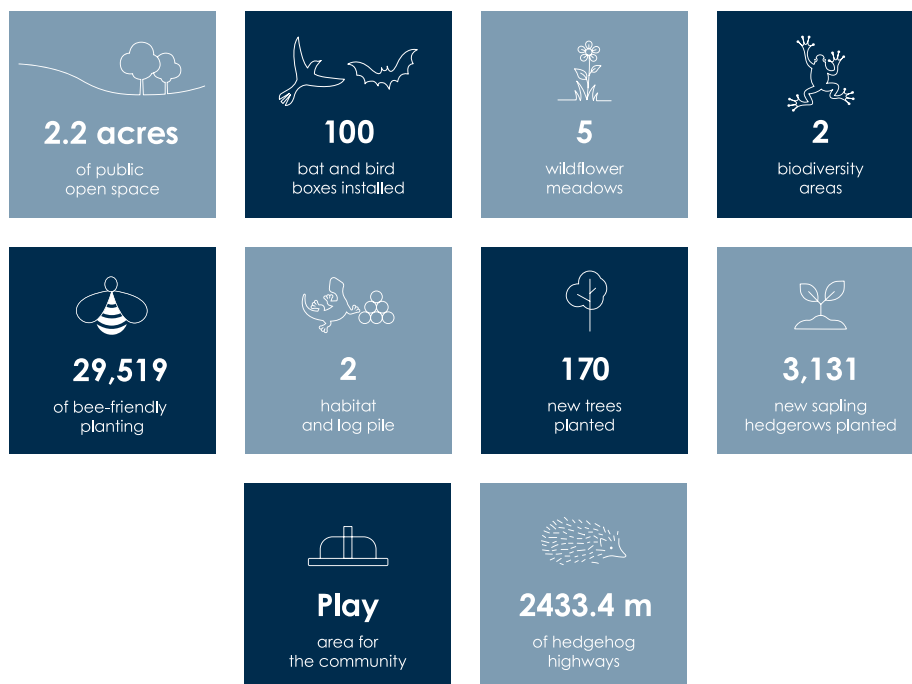 2.2 acres
of public
open space
100
bat and bird
boxes installed
5
wildflower
meadows
2
biodiversity
areas
29,519
of bee-friendly
planting
2
habitat
and log pile
170
new trees
planted
3,131
new sapling
hedgerows planted
Play
area for
the community
2433.4 m
of hedgehog
highways